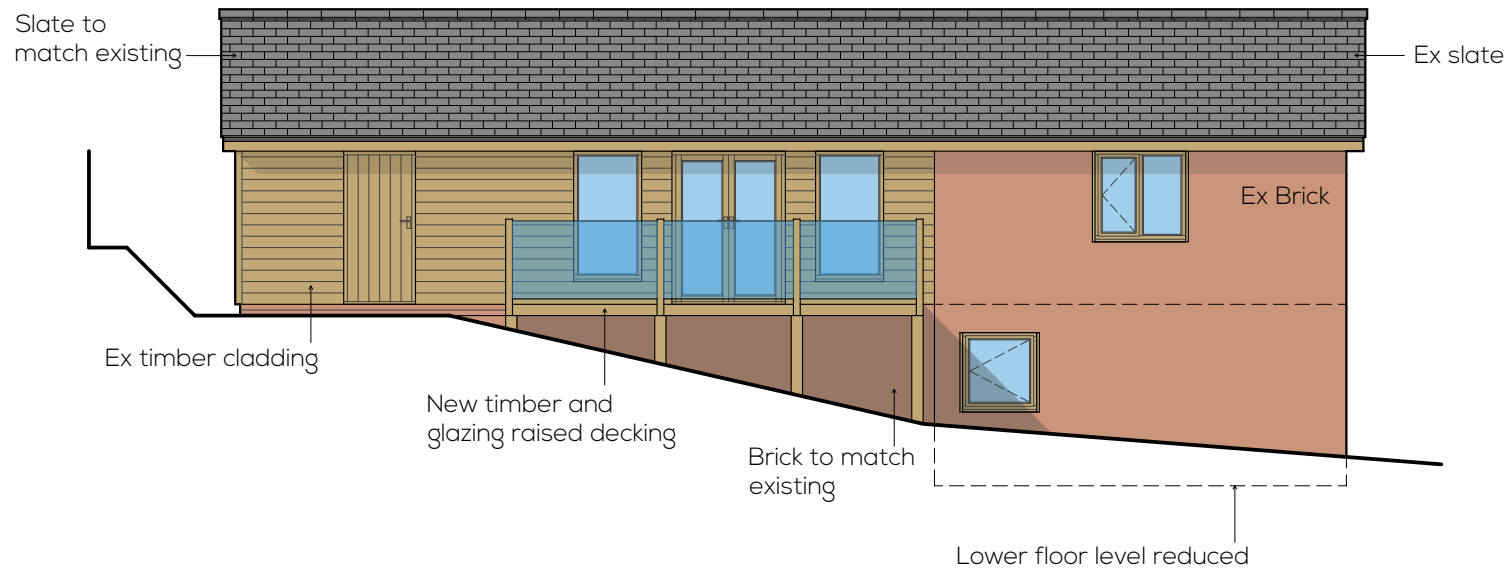 Slate to
match existing
Ex slate
Ex Brick
Ex timber cladding
New timber and
glazing raised decking
Brick to match
existing
Lower floor level reduced